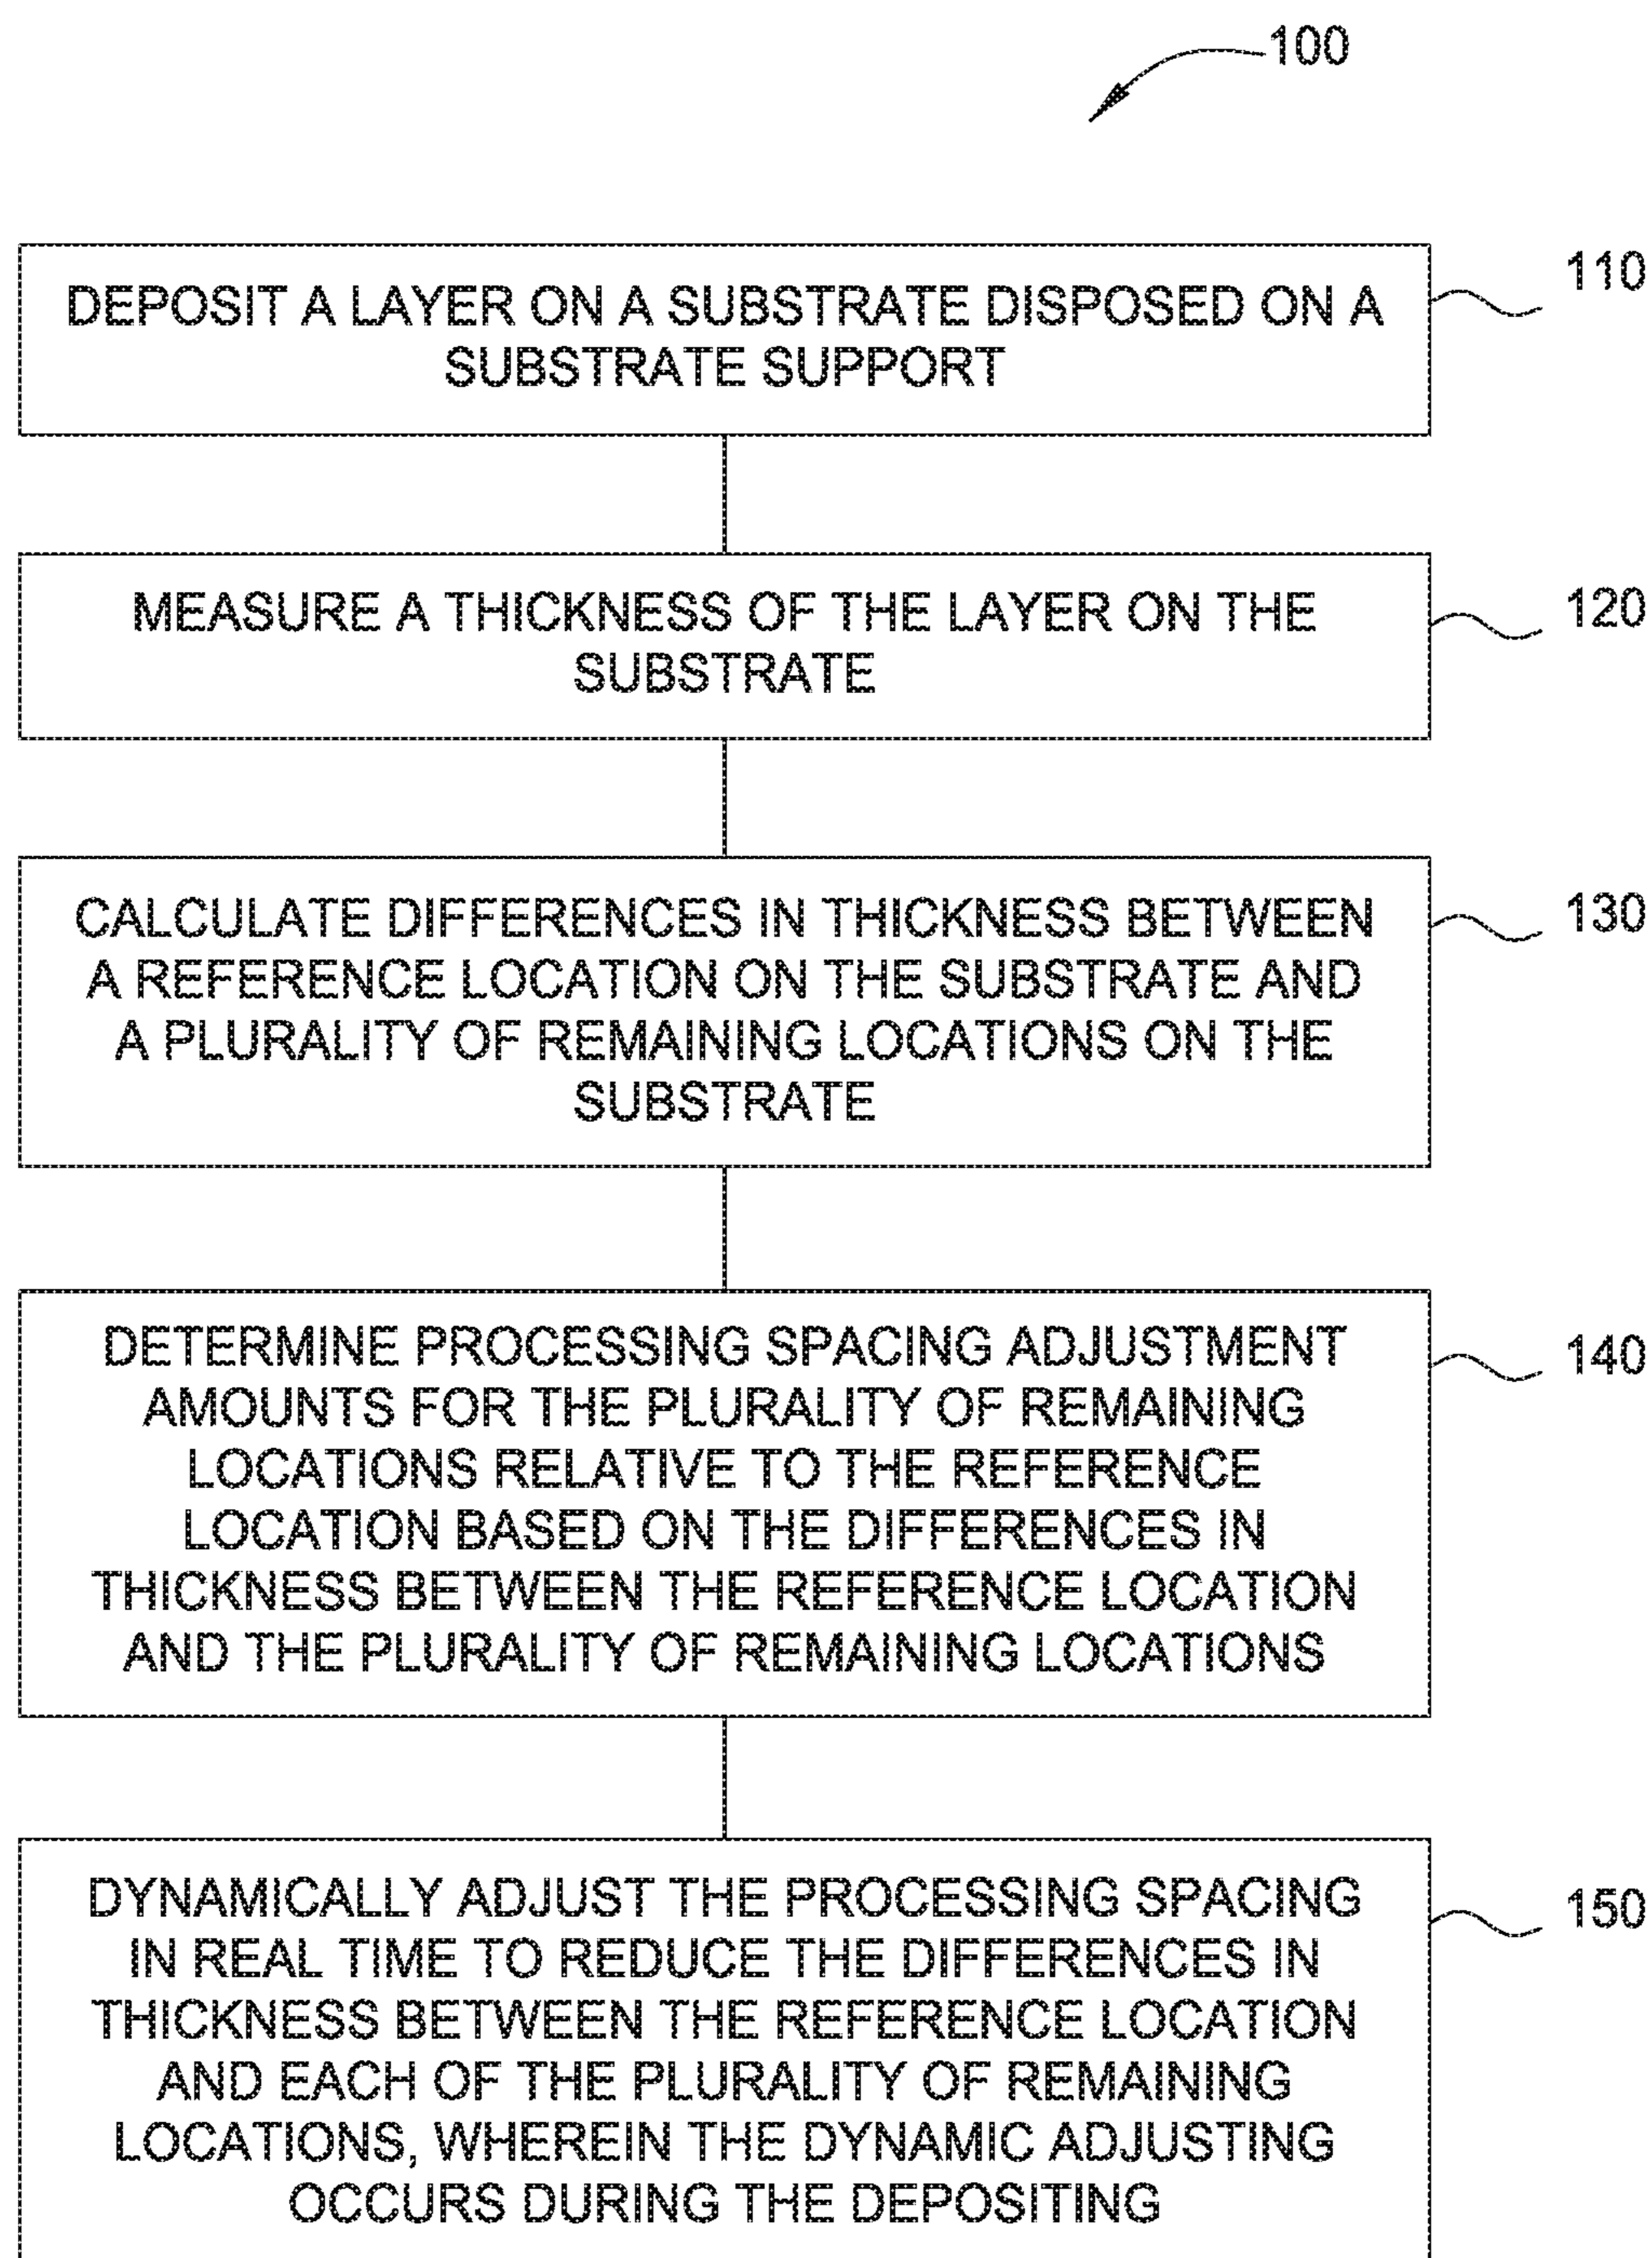 100
DEPOSIT A LAYER ON A SUBSTRATE DISPOSED ON A
SUBSTRATE SUPPORT
110
MEASURE A THICKNESS OF THE LAYER ON THE
SUBSTRATE
120
CALCULATE DIFFERENCES IN THICKNESS BETWEEN
A REFERENCE LOCATION ON THE SUBSTRATE AND
A PLURALITY OF REMAINING LOCATIONS ON THE
SUBSTRATE
130
DETERMINE PROCESSING SPACING ADJUSTMENT
AMOUNTS FOR THE PLURALITY OF REMAINING
LOCATIONS RELATIVE TO THE REFERENCE
LOCATION BASED ON THE DIFFERENCES IN
THICKNESS BETWEEN THE REFERENCE LOCATION
AND THE PLURALITY OF REMAINING LOCATIONS
140
DYNAMICALLY ADJUST THE PROCESSING SPACING
IN REAL TIME TO REDUCE THE DIFFERENCES IN
THICKNESS BETWEEN THE REFERENCE LOCATION
AND EACH OF THE PLURALITY OF REMAINING
LOCATIONS, WHEREIN THE DYNAMIC ADJUSTING
OCCURS DURING THE DEPOSITING
150